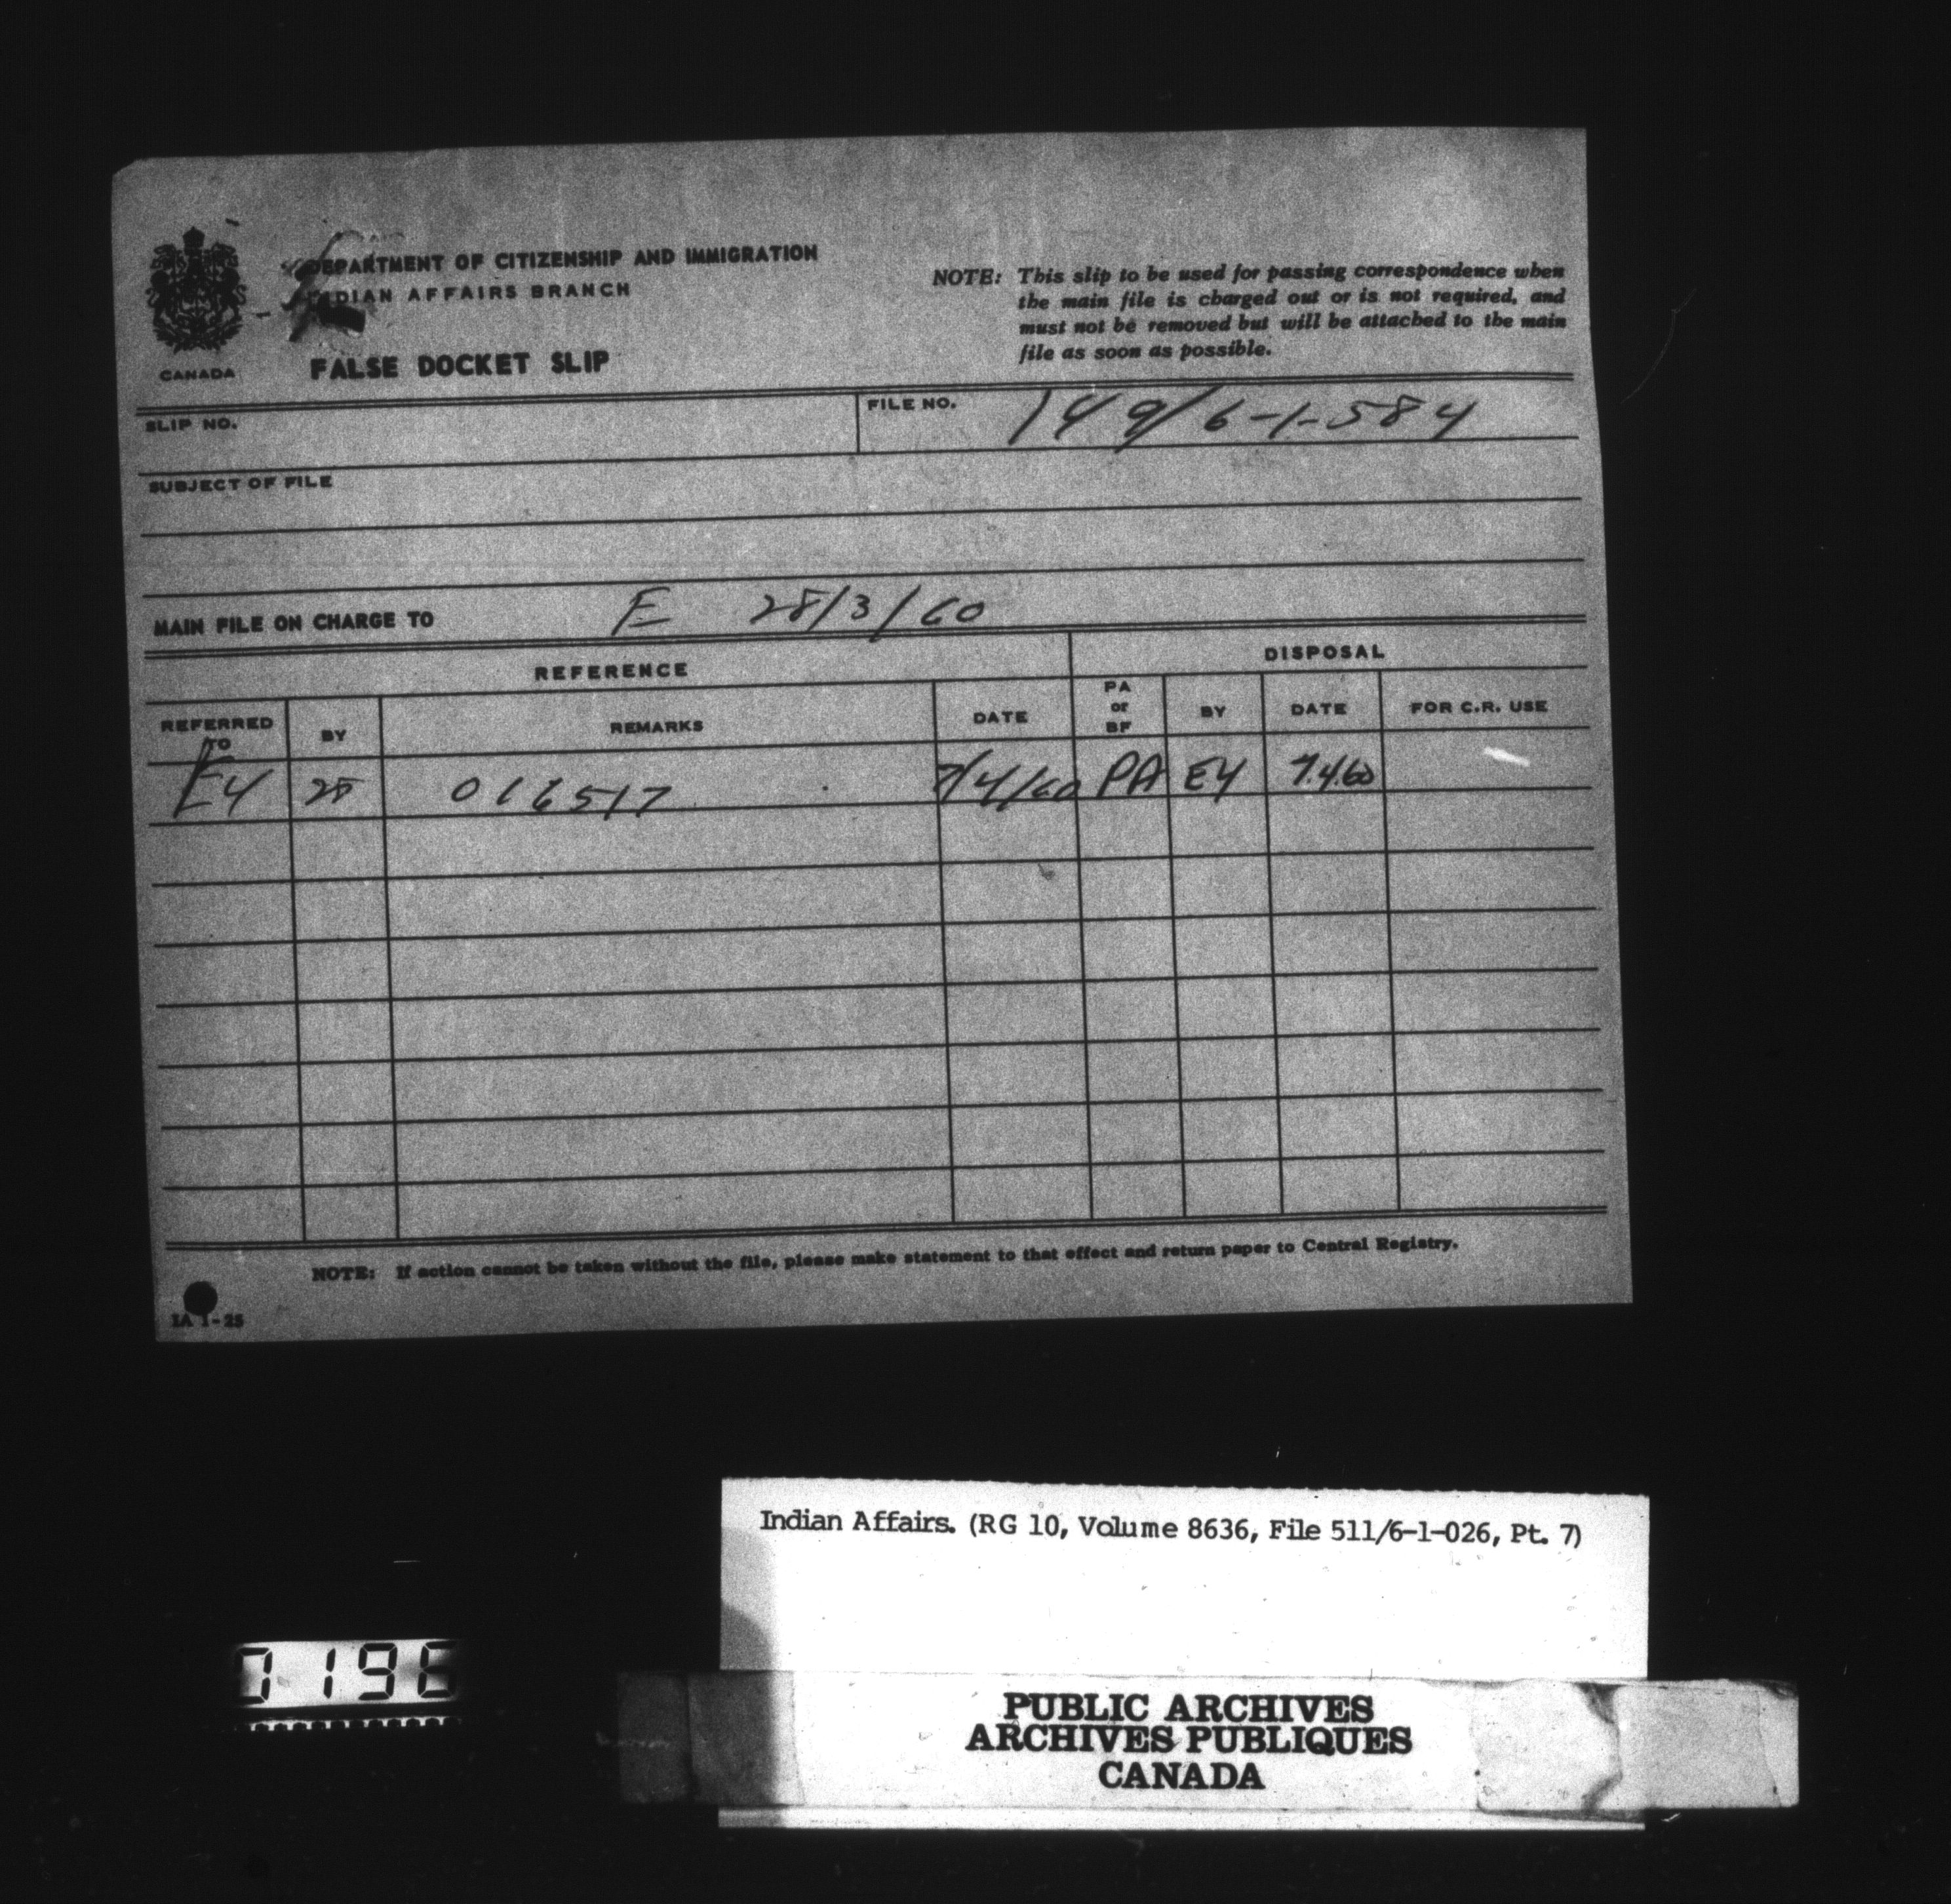 DEPARTMENT OF CITIZENSHIP AND IMMIGRATION
INDIAN AFFAIRS BRANCH
CANADA
FALSE DOCKET SLIP
NOTE: This slip to be used for passing correspondence when
the main file is charged out or is not required, and
must not be removed but will be attached to the main
file as soon as possible.
SLIP NO.
FILE NO. 149/6-1-584
SUBJECT OF FILE
MAIN FILE ON CHARGE TO E 28/3/60
REFERENCE DISPOSAL
REFERRED TO BY REMARKS DATE PA or BF BY DATE FOR C.R. USE
E4 016517 7/4/60 PA E4 7.4.60
NOTE: If action cannot be taken without the file, please make statement to that effect and return paper to Central Registry.
IA 1-25
Indian Affairs. (RG 10, Volume 8636, File 511/6-1-026, Pt. 7)
0196
PUBLIC ARCHIVES
ARCHIVES PUBLIQUES
CANADA